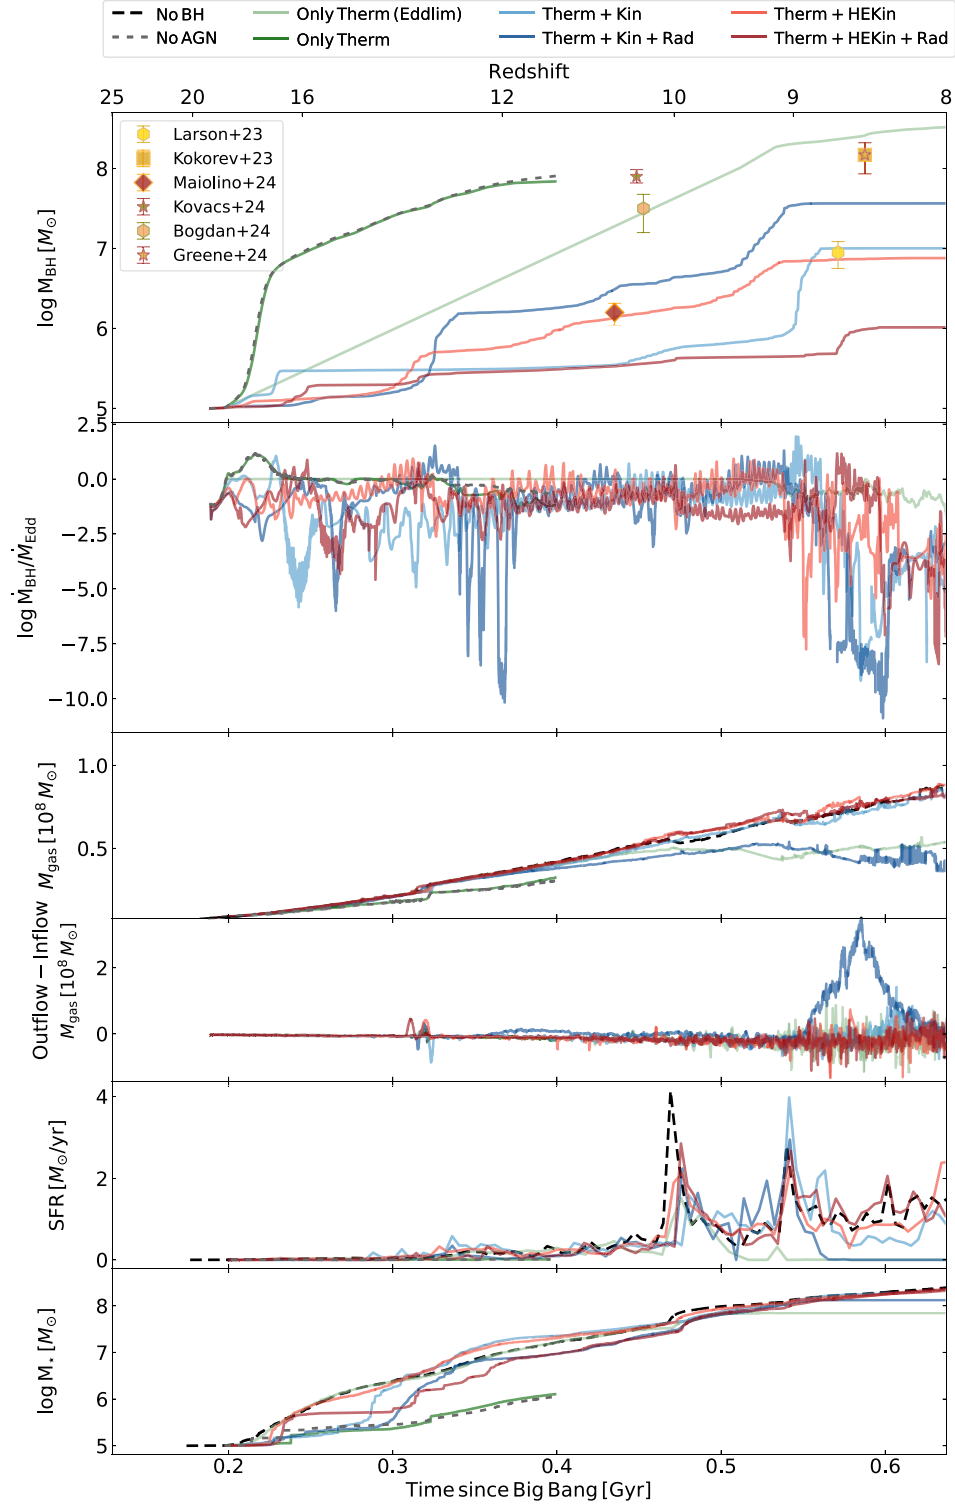 No BH
No AGN
Only Therm (Eddlim)
Only Therm
Therm + Kin
Therm + Kin + Rad
Therm + HEKin
Therm + HEKin + Rad
Redshift
25 19 16 12 10 9 8
Larson+23
Kokorev+23
Maiolino+24
Kovacs+24
Bogdan+24
Greene+24
log M_BH [M_⊙]
8
7
6
5
log Ṁ_BH/Ṁ_Edd
2.5
0.0
−2.5
−5.0
−7.5
−10.0
M_gas [10^8 M_⊙]
1.0
0.5
Outflow − Inflow
M_gas [10^8 M_⊙]
2
0
SFR [M_⊙/yr]
4
2
0
log M_⋆ [M_⊙]
8
7
6
5
0.2 0.3 0.4 0.5 0.6
Time since Big Bang [Gyr]